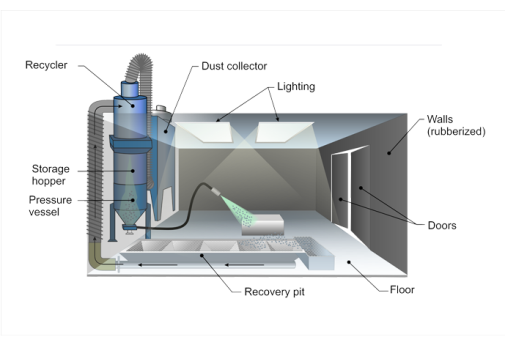 Recycler
Dust collector
Lighting
Walls
(rubberized)
Storage
hopper
Pressure
vessel
Doors
Recovery pit
Floor